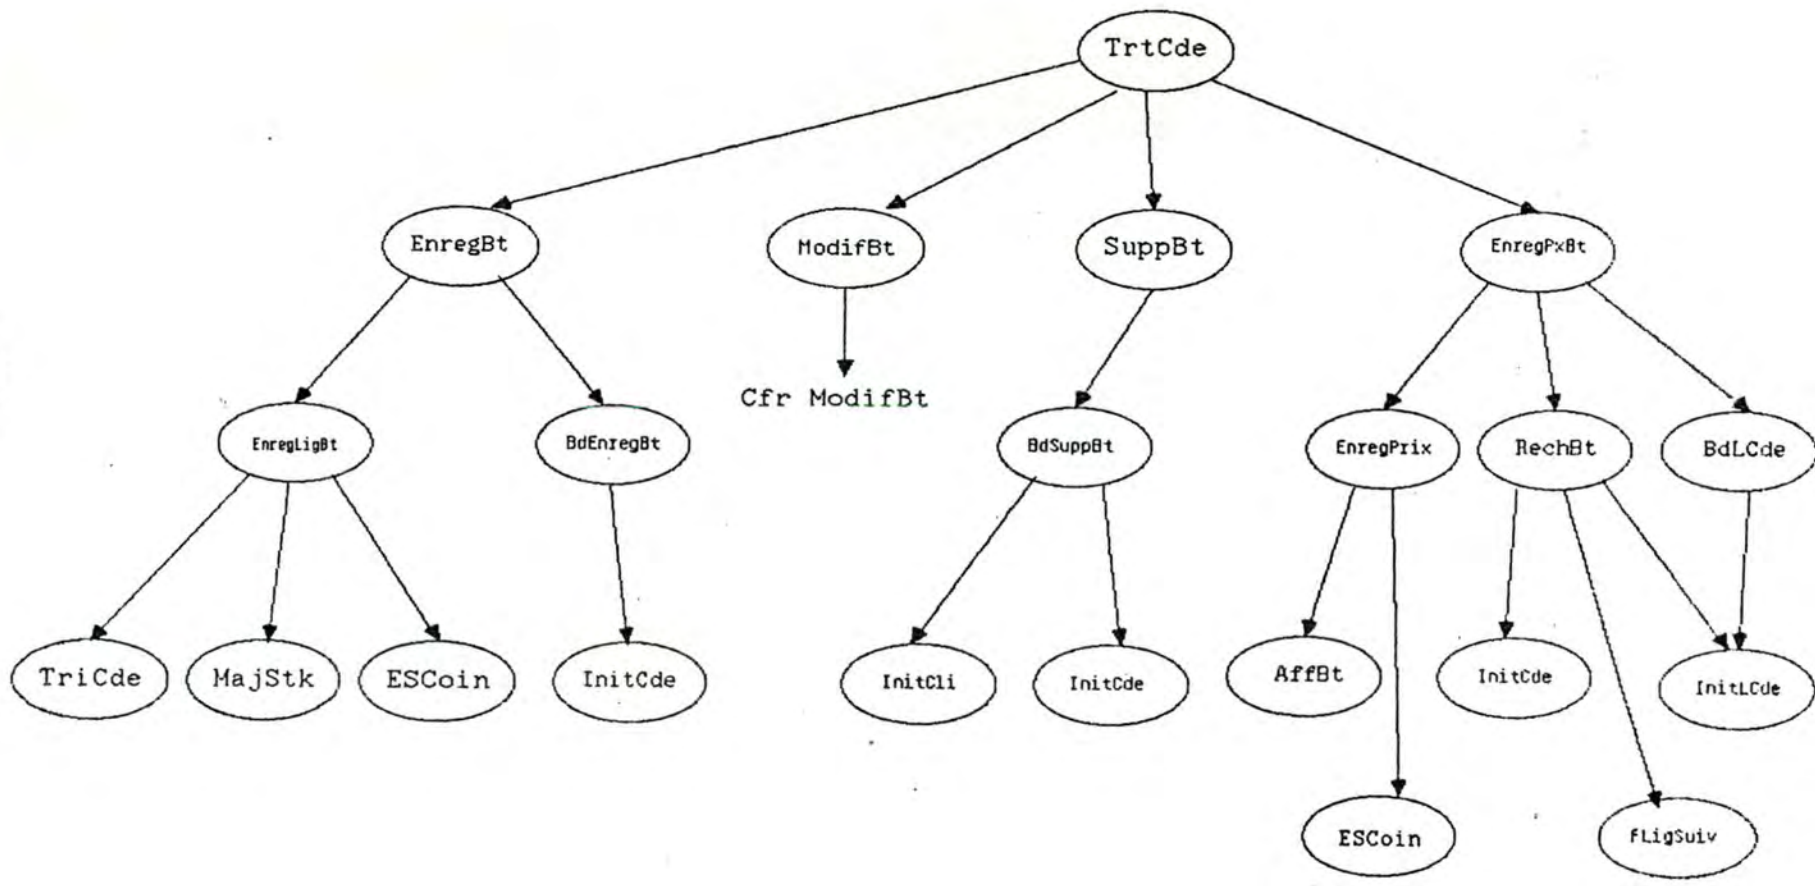 TrtCde
EnregBt
ModifBt
SuppBt
EnregPxBt
Cfr ModifBt
EnregLigBt
BdEnregBt
BdSuppBt
EnregPrix
RechBt
BdLCde
TriCde
MajStk
ESCoin
InitCde
InitCli
InitCde
AffBt
InitCde
InitLCde
ESCoin
fLigSuiv